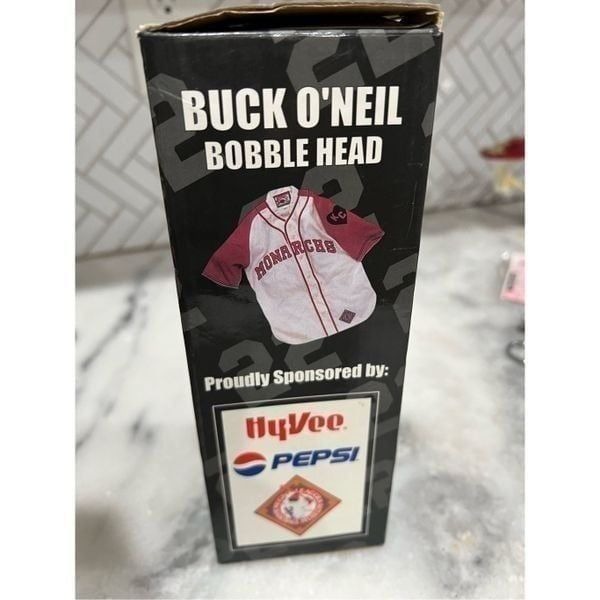 BUCK O'NEIL
BOBBLE HEAD
KC
MONARCHS
Proudly Sponsored by:
HyVee
PEPSI